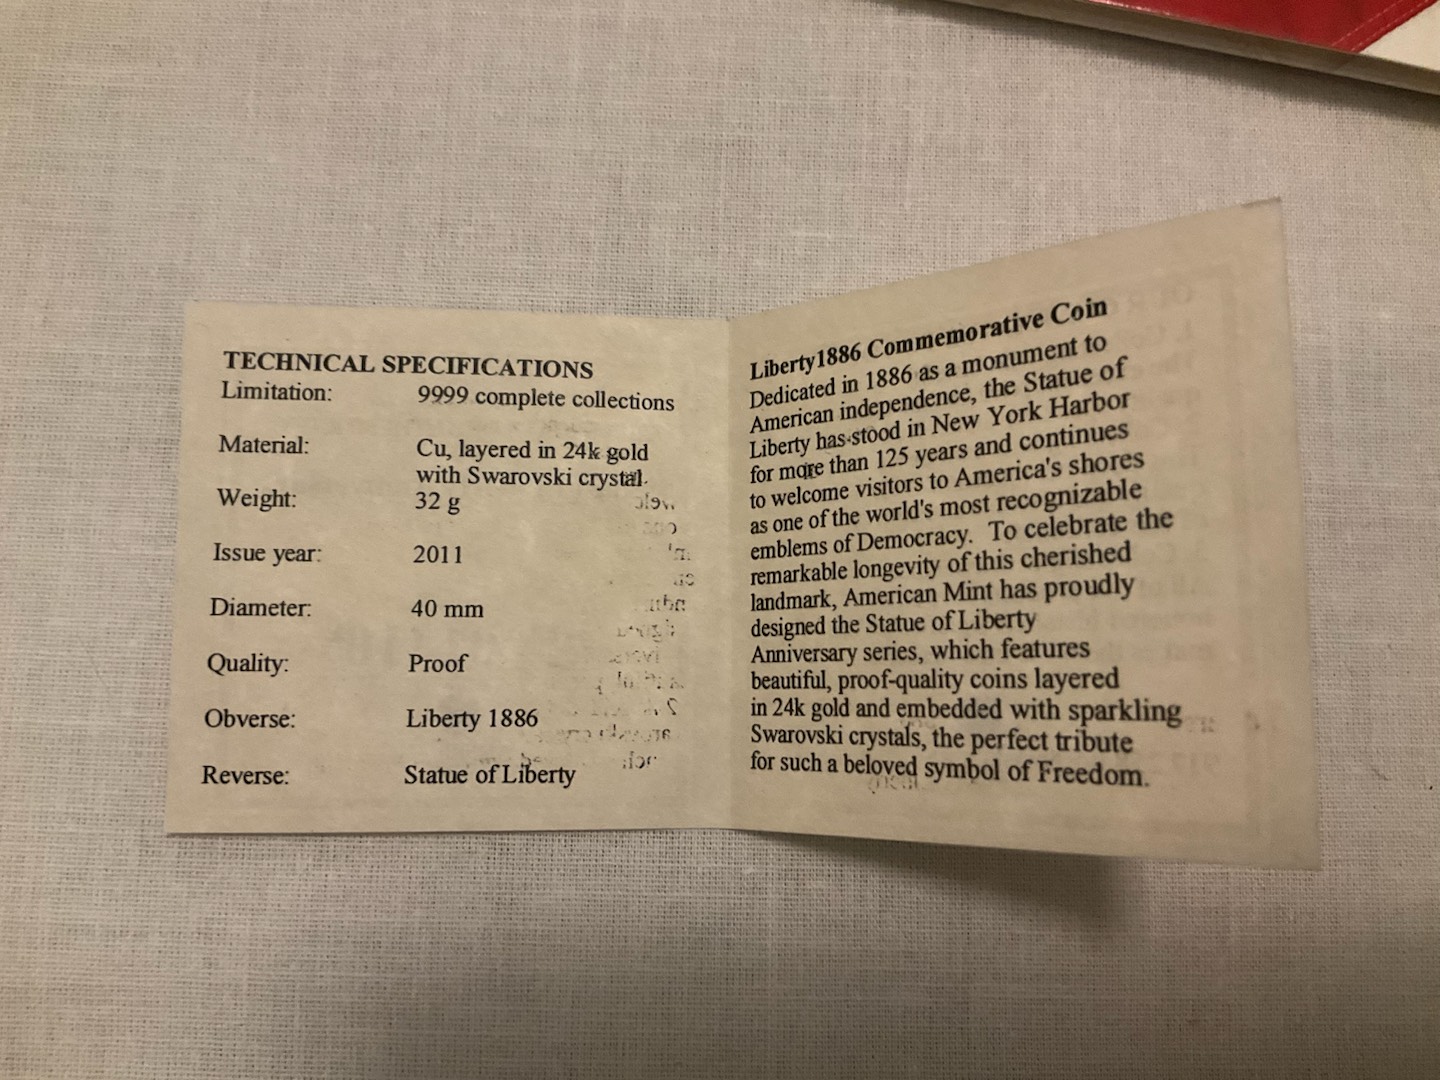 TECHNICAL SPECIFICATIONS
Limitation: 9999 complete collections
Material: Cu, layered in 24k gold
with Swarovski crystal.
Weight: 32 g
Issue year: 2011
Diameter: 40 mm
Quality: Proof
Obverse: Liberty 1886
Reverse: Statue of Liberty
Liberty1886 Commemorative Coin
Dedicated in 1886 as a monument to
American independence, the Statue of
Liberty has stood in New York Harbor
for more than 125 years and continues
to welcome visitors to America's shores
as one of the world's most recognizable
emblems of Democracy. To celebrate the
remarkable longevity of this cherished
landmark, American Mint has proudly
designed the Statue of Liberty
Anniversary series, which features
beautiful, proof-quality coins layered
in 24k gold and embedded with sparkling
Swarovski crystals, the perfect tribute
for such a beloved symbol of Freedom.